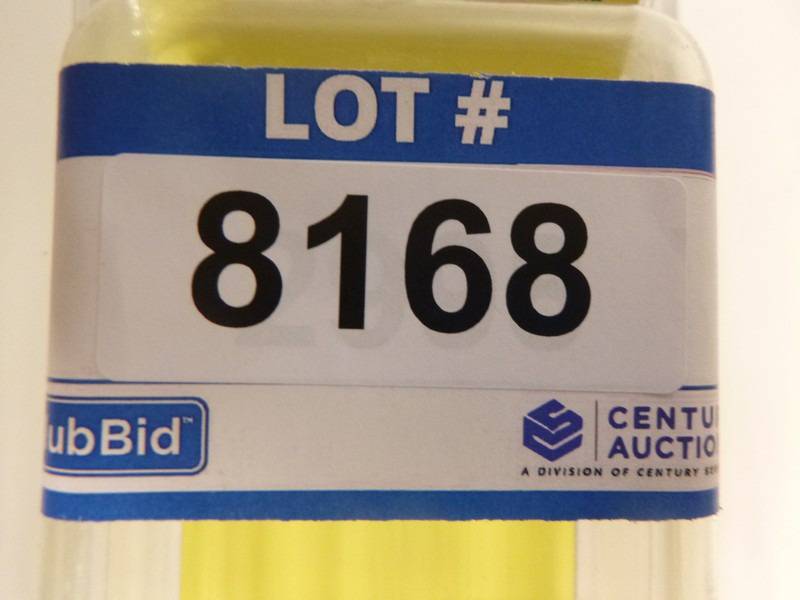 LOT #
8168
ubBid™
CENTU
AUCTIO
A DIVISION OF CENTURY SE